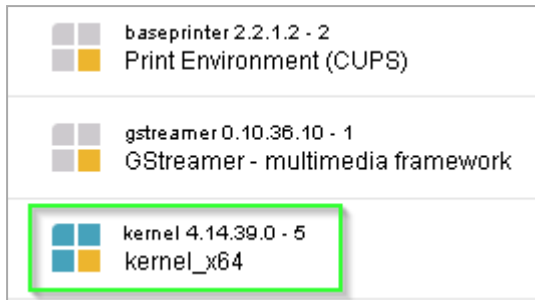 baseprinter 2.2.1.2 - 2
Print Environment (CUPS)
gstreamer 0.10.36.10 - 1
GStreamer - multimedia framework
kernel 4.14.39.0 - 5
kernel_x64